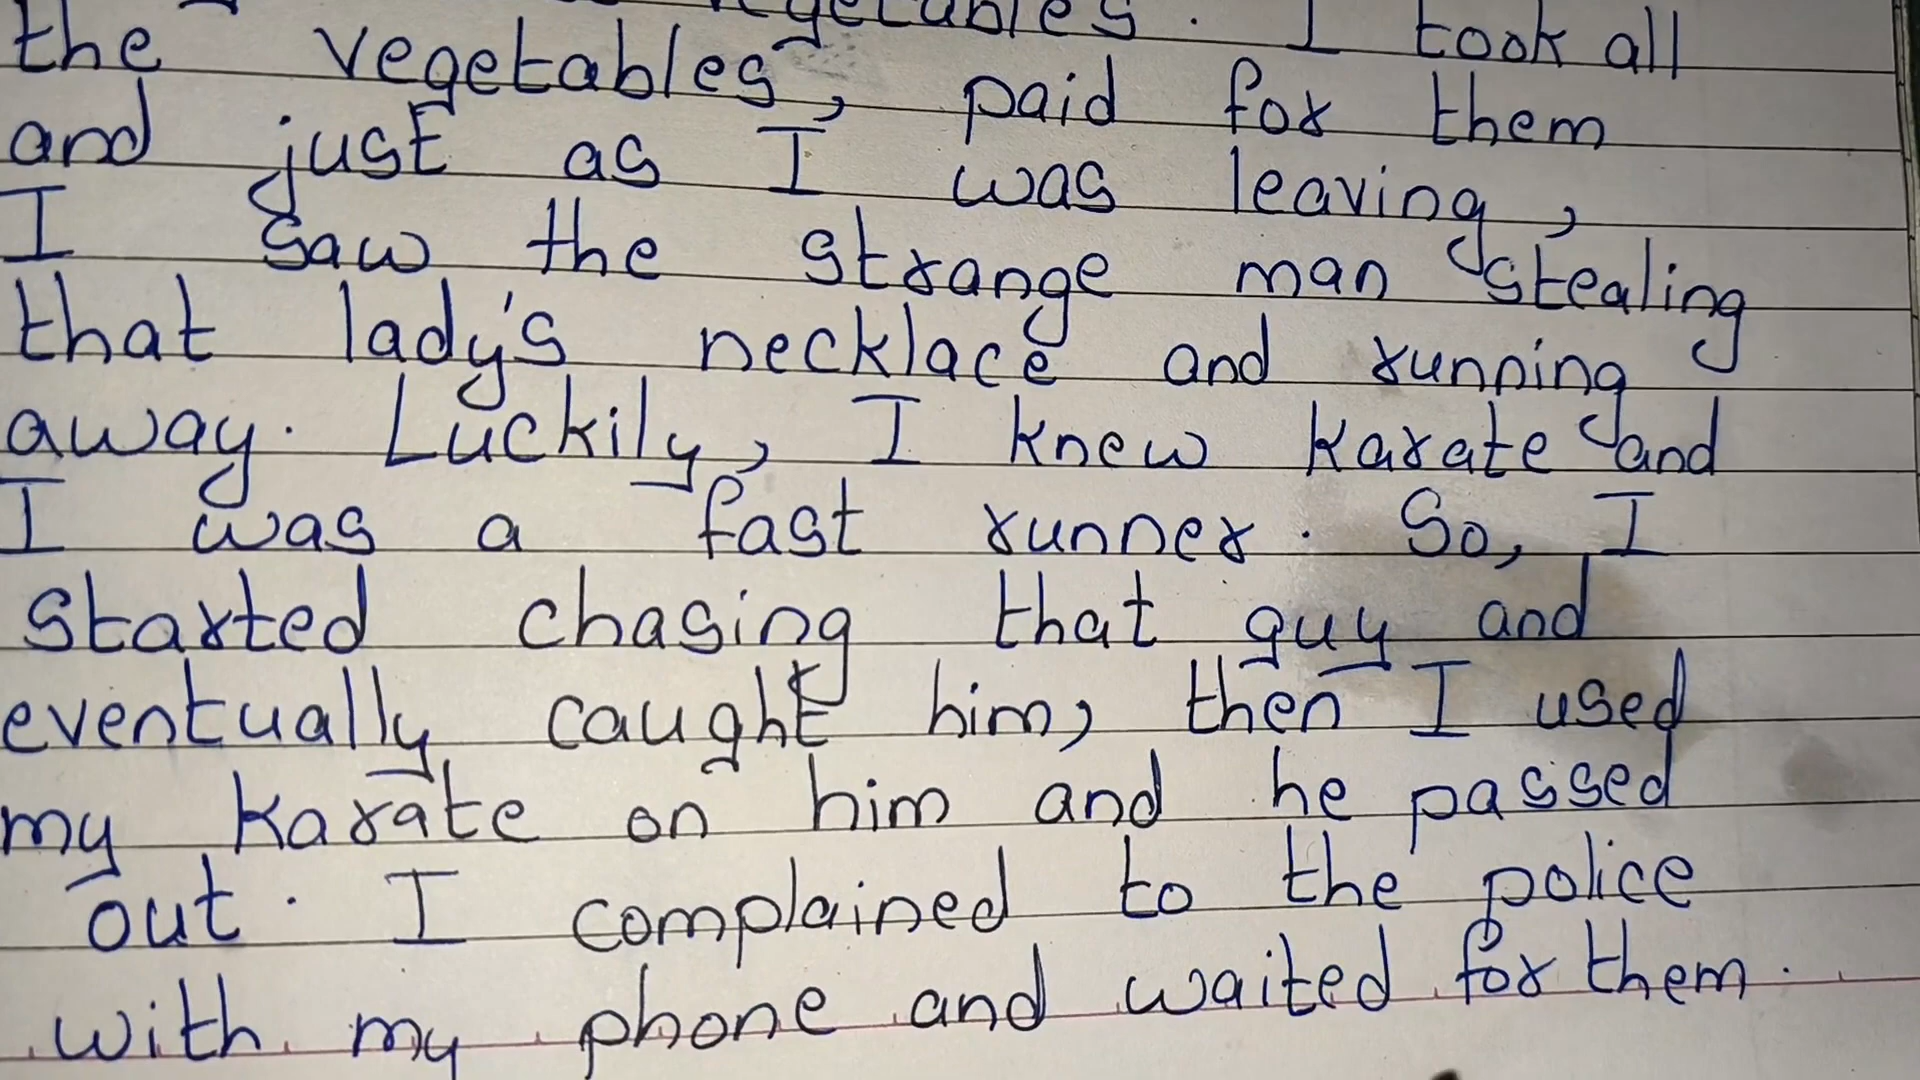 vegetables. I took all
the vegetables, paid for them
and just as I was leaving,
I saw the strange man stealing
that lady's necklace and running
away. Luckily, I knew karate and
I was a fast runner. So, I
started chasing that guy and
eventually caught him, then I used
my karate on him and he passed
out. I complained to the police
with my phone and waited for them.